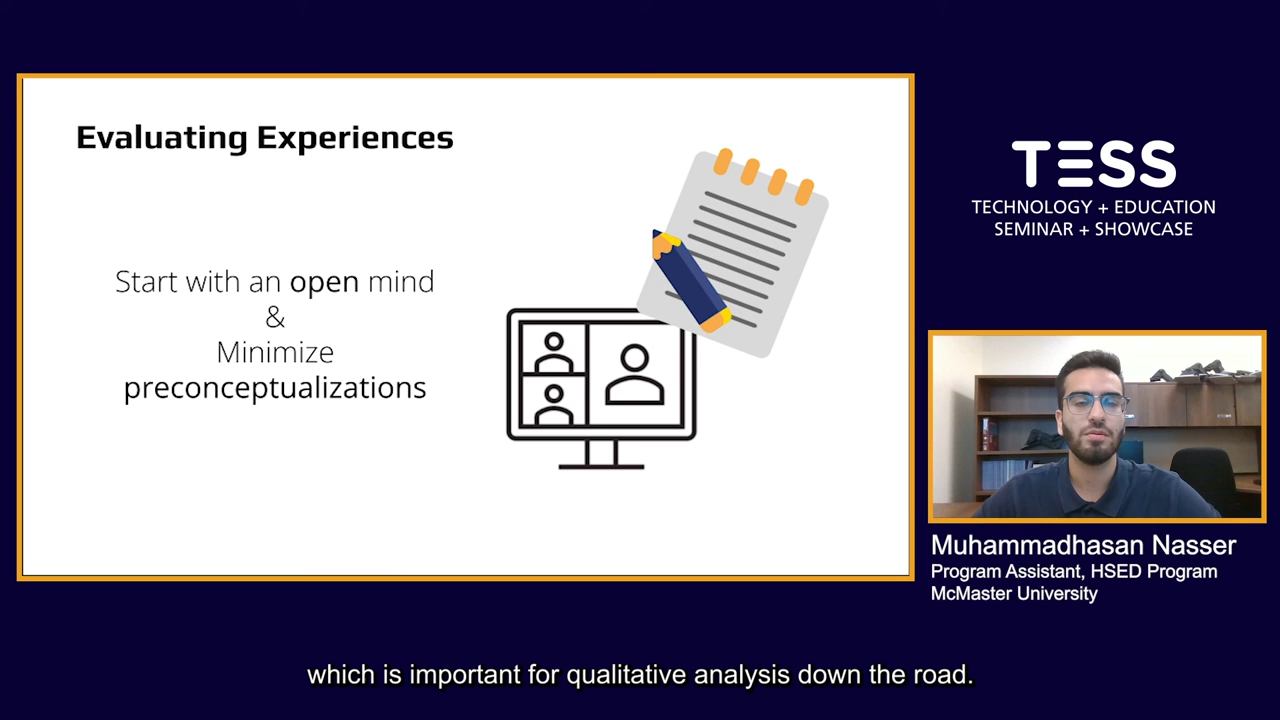 Evaluating Experiences
Start with an open mind
&
Minimize
preconceptualizations
TESS
TECHNOLOGY + EDUCATION
SEMINAR + SHOWCASE
Muhammadhasan Nasser
Program Assistant, HSED Program
McMaster University
which is important for qualitative analysis down the road.